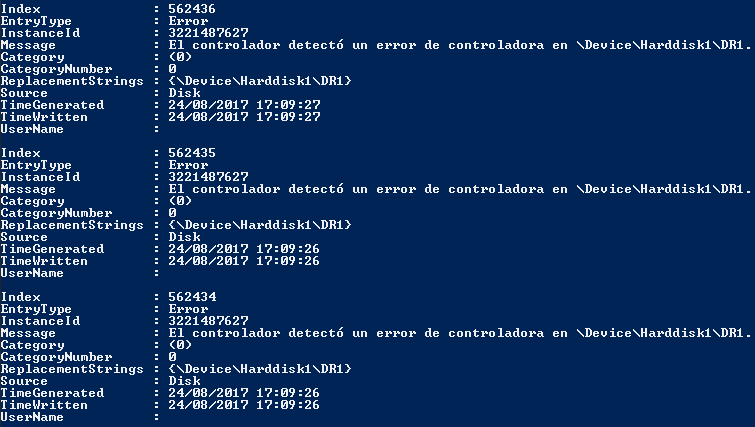 Index              : 562436
EntryType          : Error
InstanceId         : 3221487627
Message            : El controlador detectó un error de controladora en \Device\Harddisk1\DR1.
Category           : (0)
CategoryNumber     : 0
ReplacementStrings : {\Device\Harddisk1\DR1}
Source             : Disk
TimeGenerated      : 24/08/2017 17:09:27
TimeWritten        : 24/08/2017 17:09:27
UserName           :

Index              : 562435
EntryType          : Error
InstanceId         : 3221487627
Message            : El controlador detectó un error de controladora en \Device\Harddisk1\DR1.
Category           : (0)
CategoryNumber     : 0
ReplacementStrings : {\Device\Harddisk1\DR1}
Source             : Disk
TimeGenerated      : 24/08/2017 17:09:26
TimeWritten        : 24/08/2017 17:09:26
UserName           :

Index              : 562434
EntryType          : Error
InstanceId         : 3221487627
Message            : El controlador detectó un error de controladora en \Device\Harddisk1\DR1.
Category           : (0)
CategoryNumber     : 0
ReplacementStrings : {\Device\Harddisk1\DR1}
Source             : Disk
TimeGenerated      : 24/08/2017 17:09:26
TimeWritten        : 24/08/2017 17:09:26
UserName           :